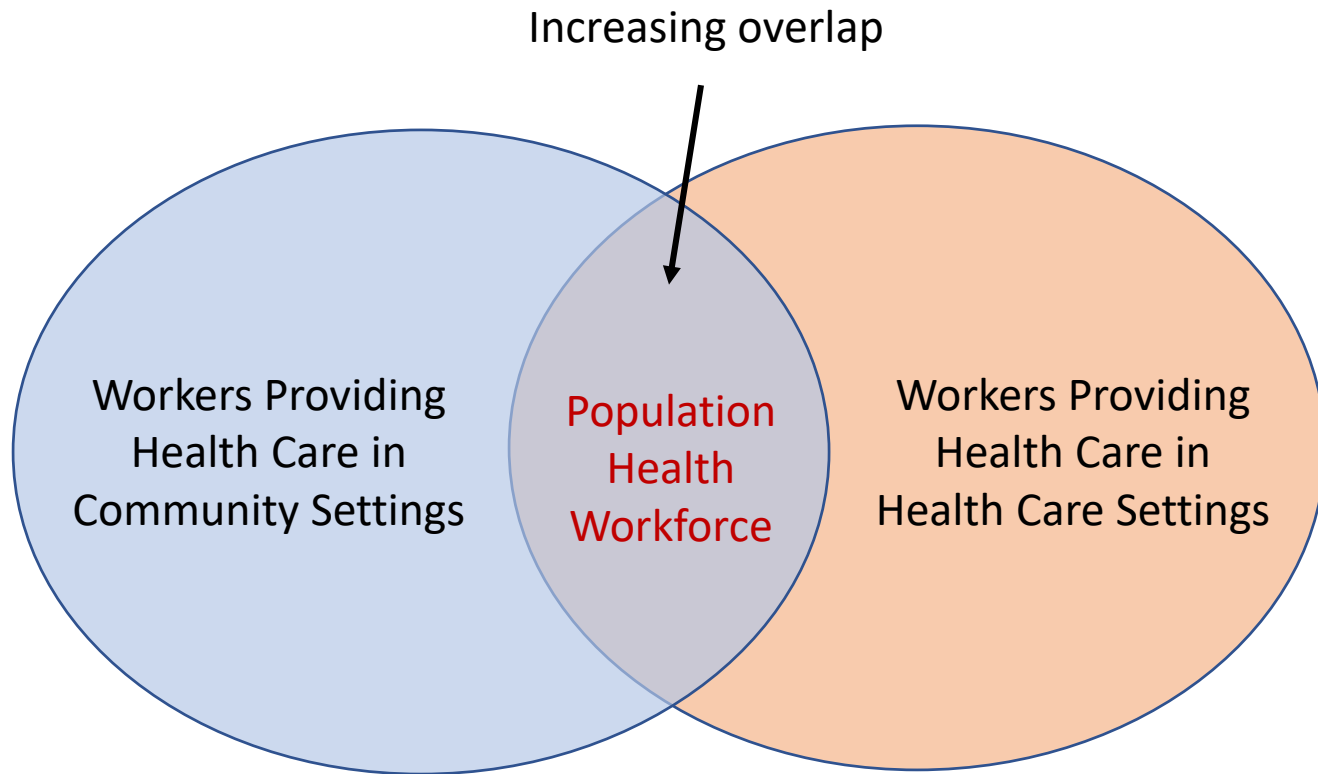 Increasing overlap
Workers Providing
Health Care in
Community Settings
Population
Health
Workforce
Workers Providing
Health Care in
Health Care Settings